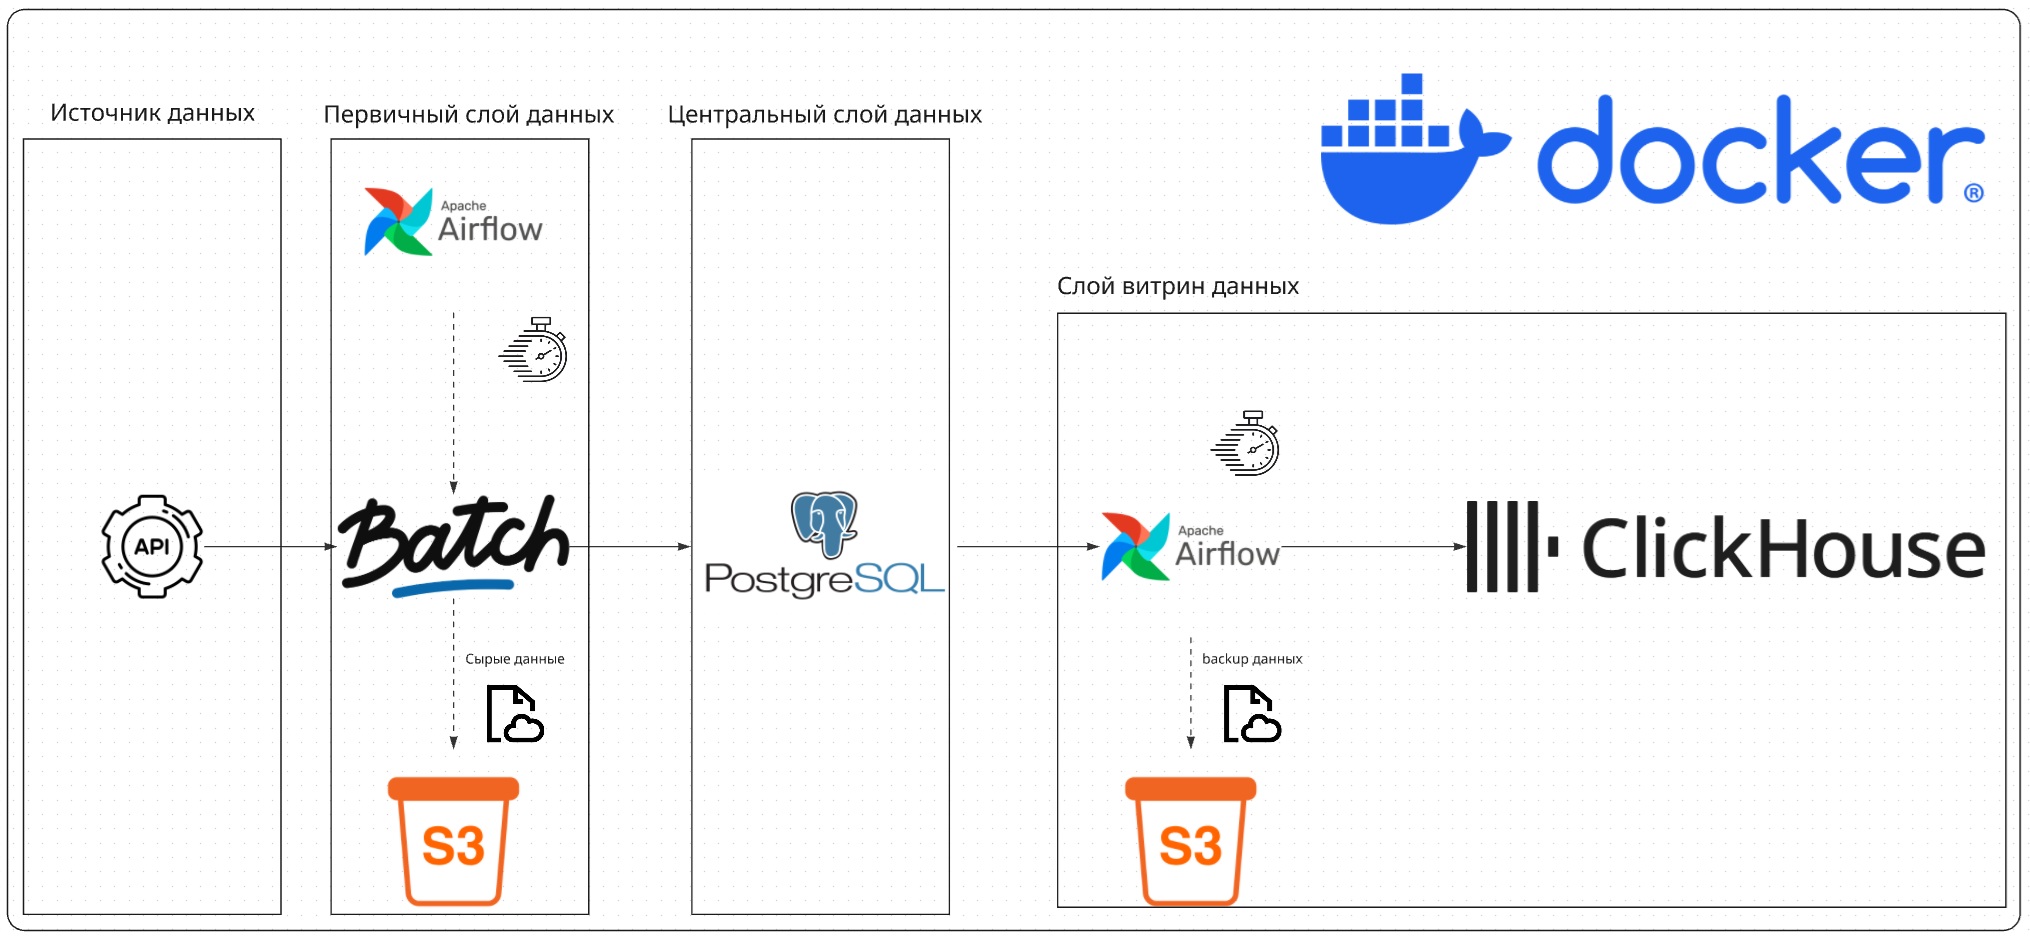 Источник данных
Первичный слой данных
Центральный слой данных
docker®
Apache
Airflow
Слой витрин данных
API
Batch
PostgreSQL
Apache
Airflow
ClickHouse
Сырые данные
backup данных
S3
S3